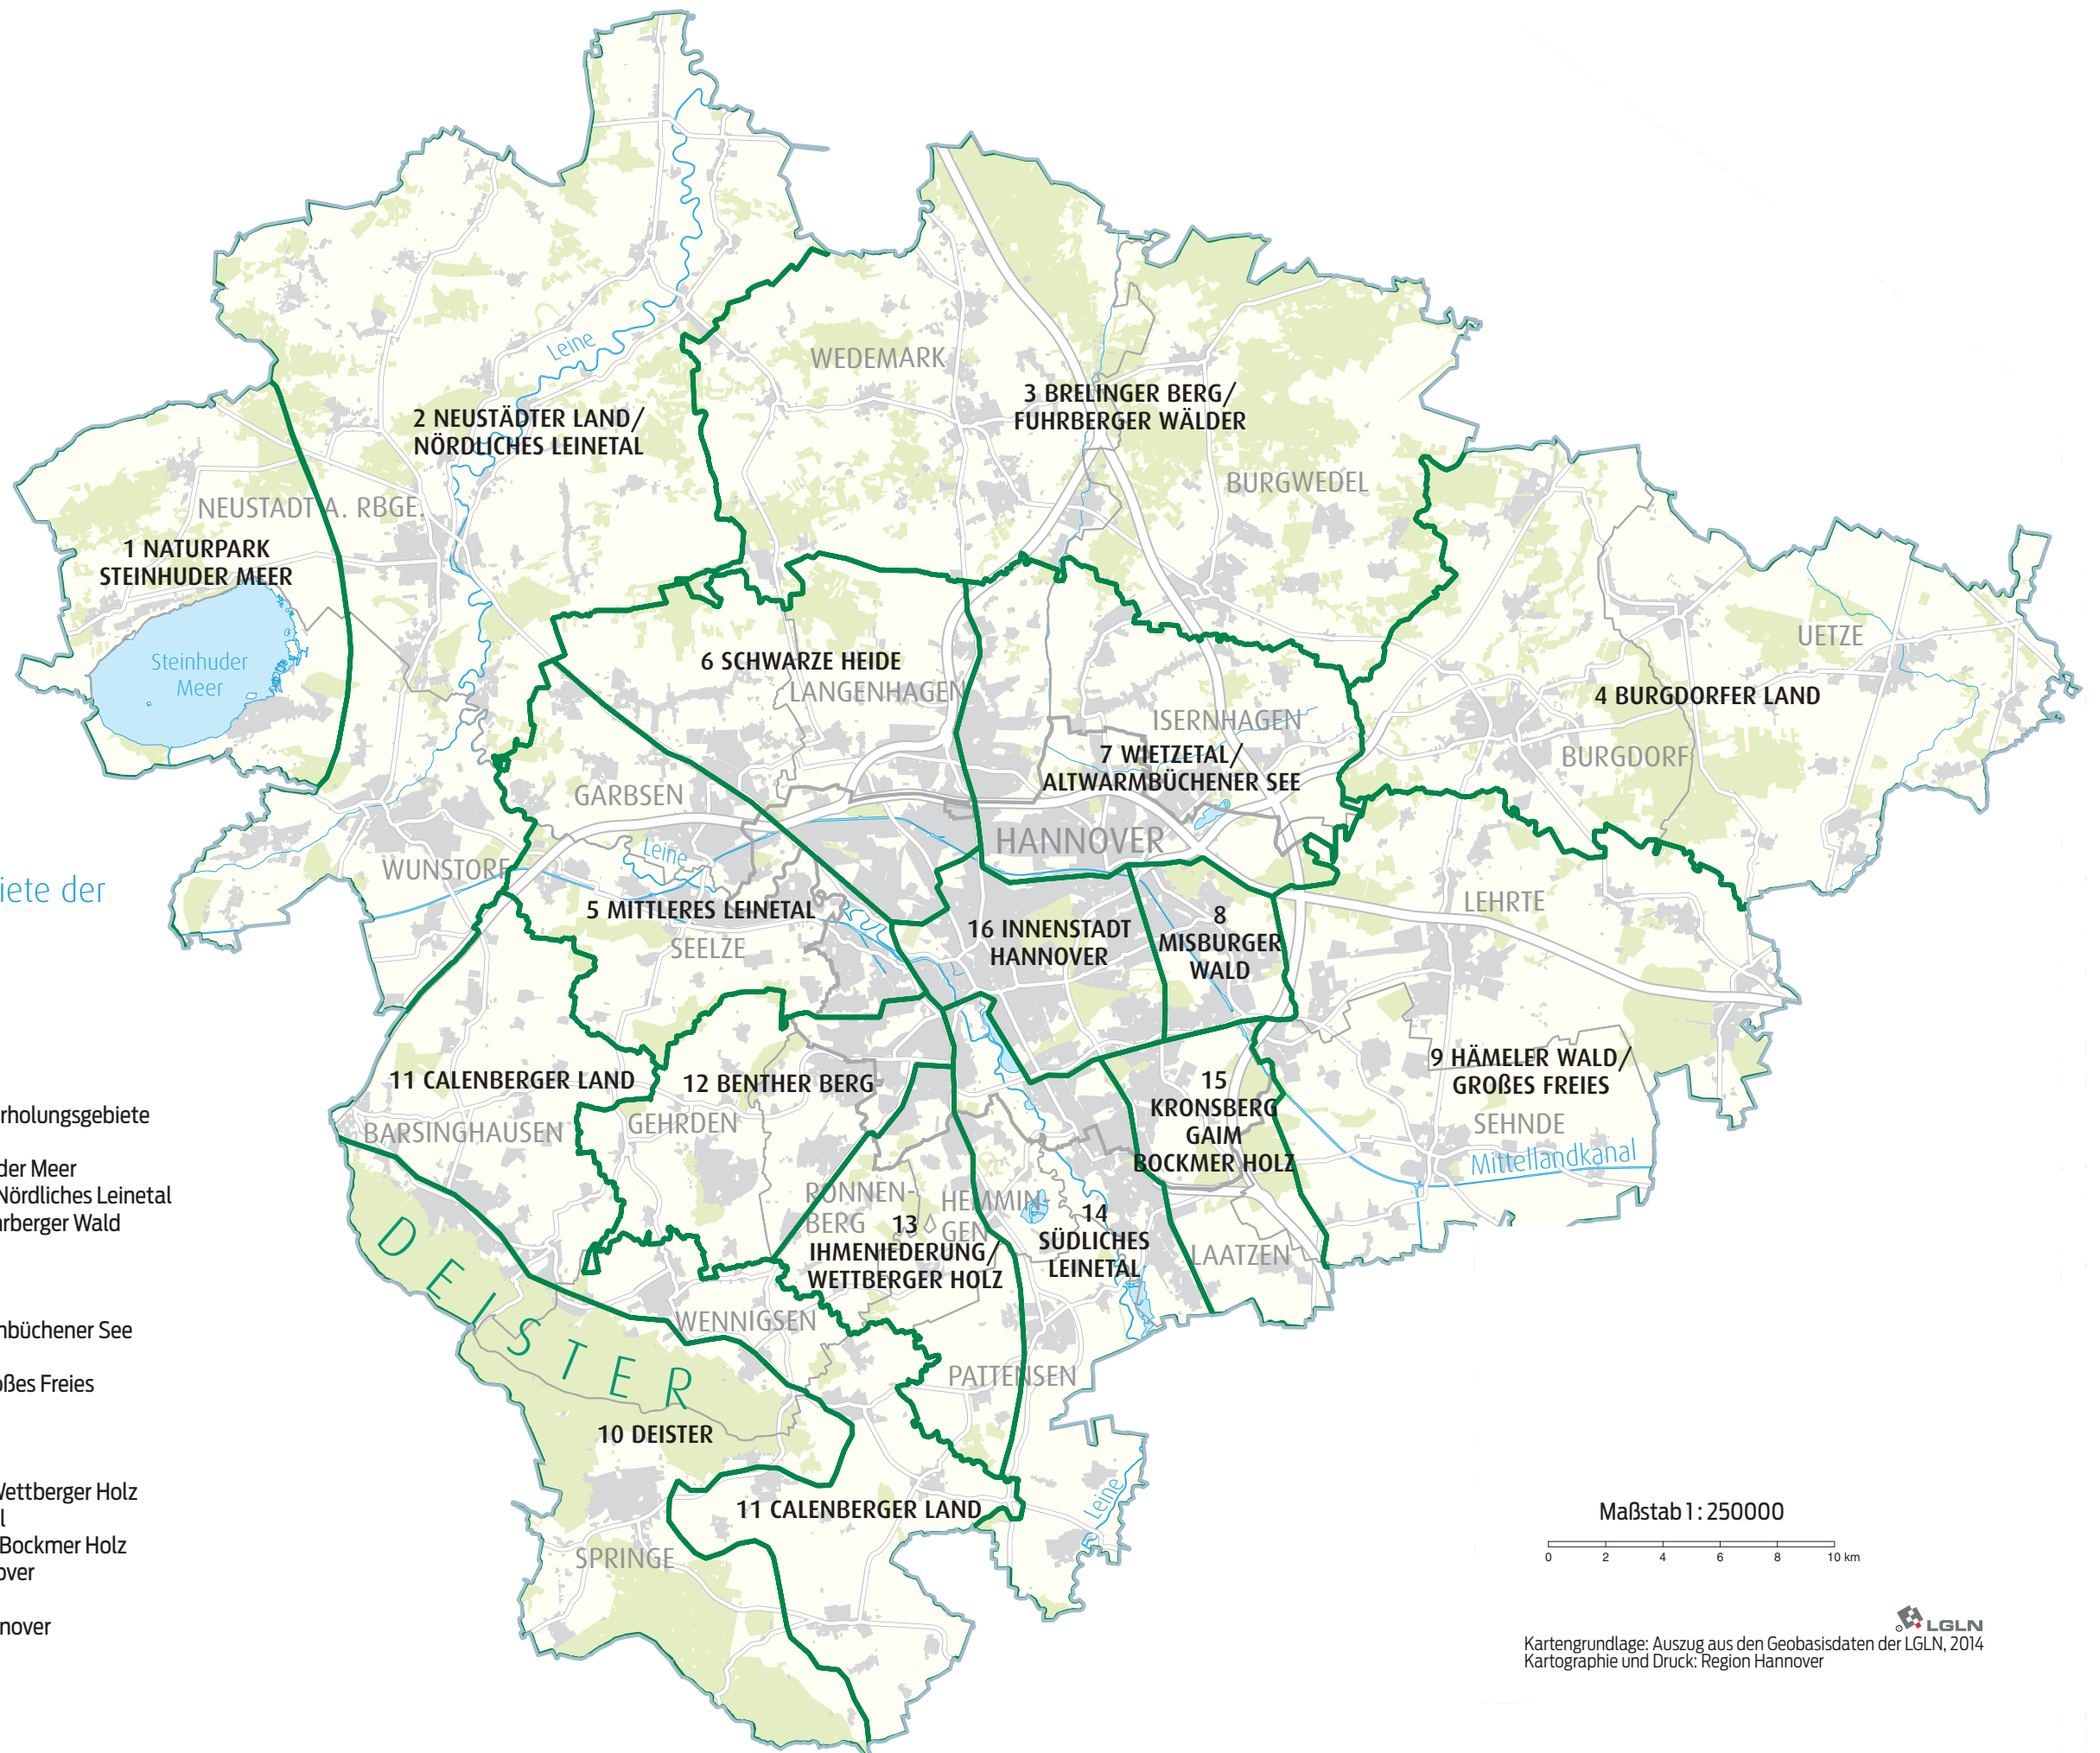 WEDEMARK
3 BRELINGER BERG/
FUHRBERGER WÄLDER
Leine
2 NEUSTÄDTER LAND/
NÖRDLICHES LEINETAL
BURGWEDEL
NEUSTADT A. RBGE.
1 NATURPARK
STEINHUDER MEER
Steinhuder
Meer
UETZE
6 SCHWARZE HEIDE
LANGENHAGEN
4 BURGDORFER LAND
ISERNHAGEN
7 WIETZETAL/
ALTWARMBÜCHENER SEE
BURGDORF
GARBSEN
HANNOVER
Leine
WUNSTORF
iete der
5 MITTLERES LEINETAL
SEELZE
16 INNENSTADT
HANNOVER
8
MISBURGER
WALD
LEHRTE
9 HÄMELER WALD/
GROßES FREIES
11 CALENBERGER LAND
12 BENTHER BERG
15
KRONSBERG
GAIM
BOCKMER HOLZ
rholungsgebiete
BARSINGHAUSEN
GEHRDEN
SEHNDE
Mittellandkanal
der Meer
Nördliches Leinetal
rberger Wald
RONNEN-
BERG
HEMMIN-
GEN
13
IHMENIEDERUNG/
WETTBERGER HOLZ
14
SÜDLICHES
LEINETAL
LAATZEN
DEISTER
nbüchener See
WENNIGSEN
oßes Freies
PATTENSEN
10 DEISTER
Wettberger Holz
l
Bockmer Holz
over
11 CALENBERGER LAND
Leine
SPRINGE
nover
Maßstab 1 : 250000
0 2 4 6 8 10 km
LGLN
Kartengrundlage: Auszug aus den Geobasisdaten der LGLN, 2014
Kartographie und Druck: Region Hannover